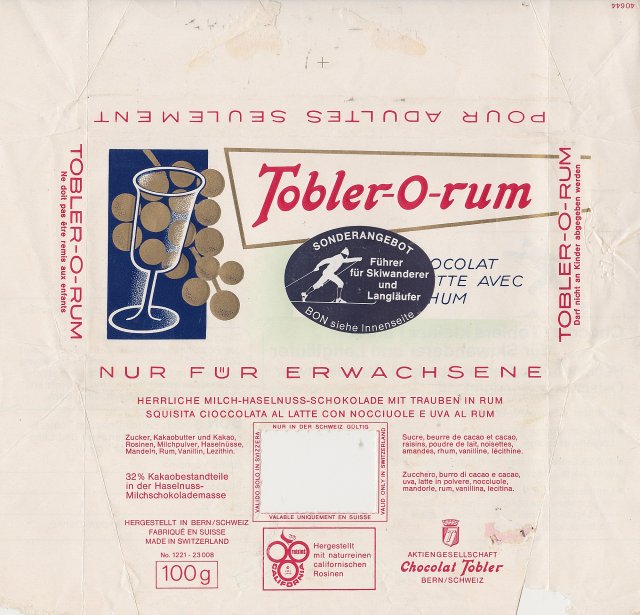 40644
POUR ADULTES SEULEMENT
TOBLER-O-RUM
Ne doit pas être remis aux enfants
Tobler-O-rum
SONDERANGEBOT
Führer
für Skiwanderer
und
Langläufer
BON siehe Innenseite
OCOLAT
TTE AVEC
HUM
TOBLER-O-RUM
Darf nicht an Kinder abgegeben werden
NUR FÜR ERWACHSENE
HERRLICHE MILCH-HASELNUSS-SCHOKOLADE MIT TRAUBEN IN RUM
SQUISITA CIOCCOLATA AL LATTE CON NOCCIUOLE E UVA AL RUM
Zucker, Kakaobutter und Kakao,
Rosinen, Milchpulver, Haselnüsse,
Mandeln, Rum, Vanillin, Lezithin.
32% Kakaobestandteile
in der Haselnuss-
Milchschokolademasse
NUR IN DER SCHWEIZ GÜLTIG
VALIDO SOLO IN SVIZZERA
VALID ONLY IN SWITZERLAND
VALABLE UNIQUEMENT EN SUISSE
Sucre, beurre de cacao et cacao,
raisins, poudre de lait, noisettes,
amandes, rhum, vanilline, lécithine.
Zucchero, burro di cacao e cacao,
uva, latte in polvere, nocciuole,
mandorle, rum, vanillina, lecitina.
HERGESTELLT IN BERN/SCHWEIZ
FABRIQUÉ EN SUISSE
MADE IN SWITZERLAND
No. 1221 - 23 008
100 g
CALIFORNIA
Hergestellt
mit naturreinen
californischen
Rosinen
AKTIENGESELLSCHAFT
Chocolat Tobler
BERN/SCHWEIZ